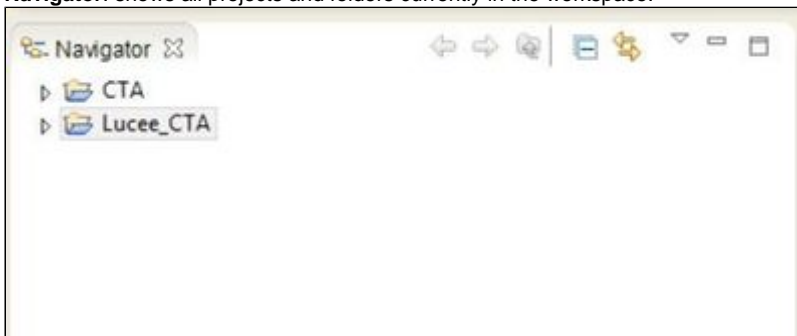 Navigator: shows all projects and folders currently in the workspace.
Navigator
CTA
Lucee_CTA